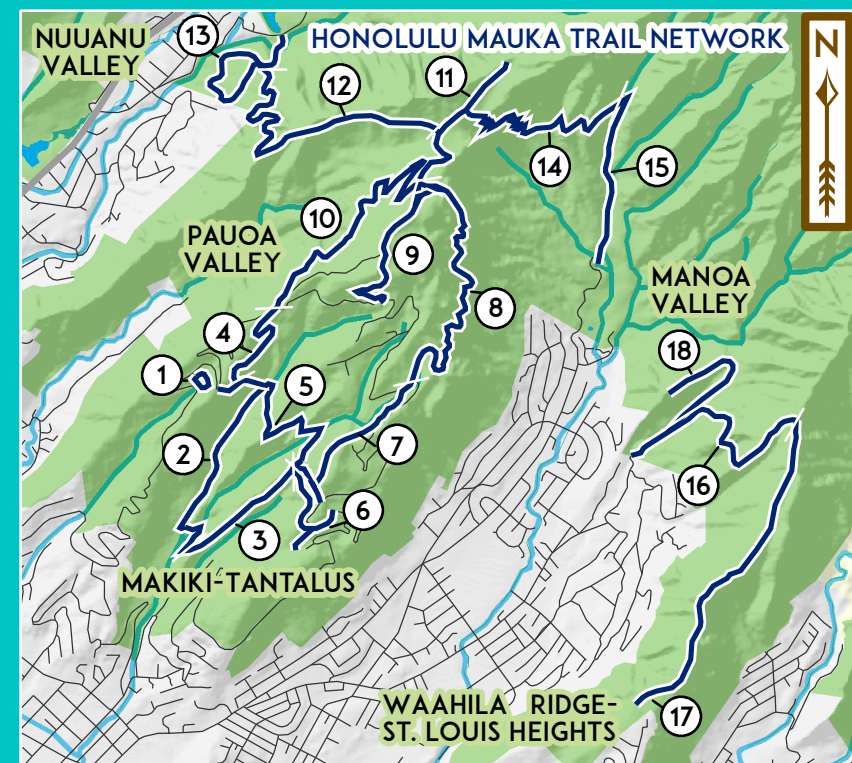 NUUANU
VALLEY
13
HONOLULU MAUKA TRAIL NETWORK
N
12
11
14
15
10
PAUOA
VALLEY
9
MANOA
VALLEY
8
4
18
1
5
2
7
16
6
3
MAKIKI-TANTALUS
WAAHILA RIDGE-
ST. LOUIS HEIGHTS
17